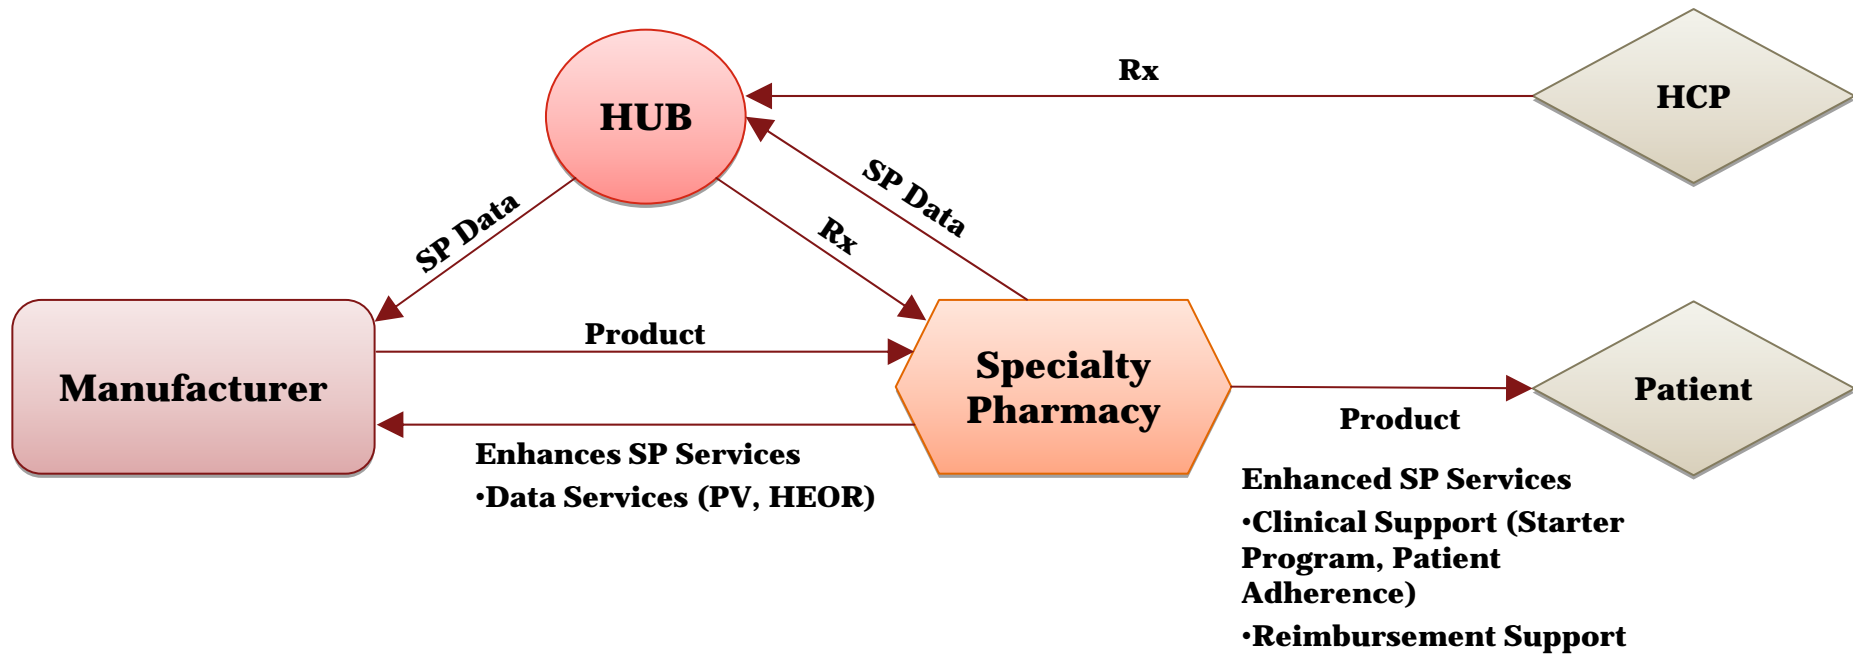 Rx
HCP
HUB
SP Data
SP Data
Rx
Product
Manufacturer
Specialty
Pharmacy
Patient
Product
Enhances SP Services
•Data Services (PV, HEOR)
Enhanced SP Services
•Clinical Support (Starter
Program, Patient
Adherence)
•Reimbursement Support